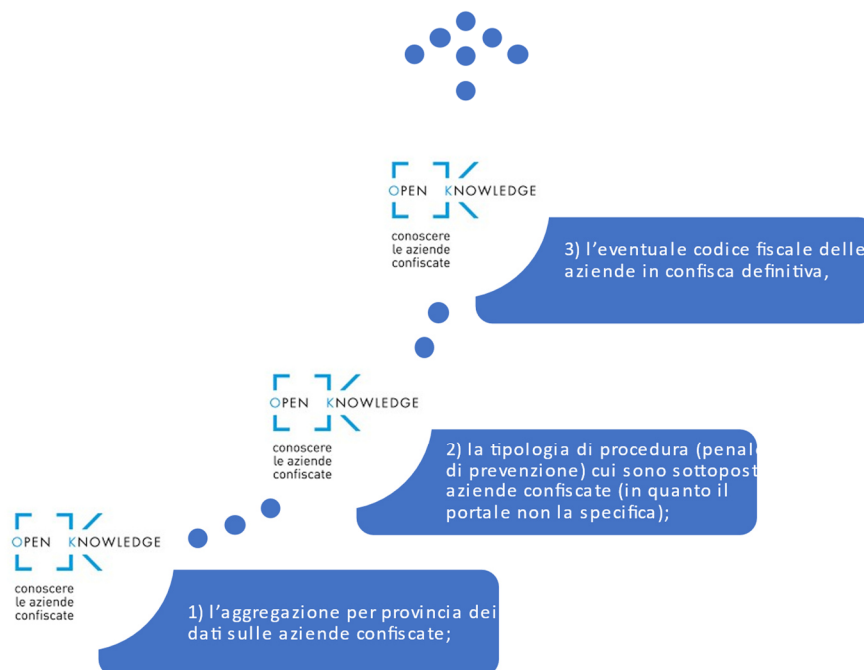 OPEN KNOWLEDGE
conoscere
le aziende
confiscate
3) l'eventuale codice fiscale delle
aziende in confisca definitiva,
OPEN KNOWLEDGE
conoscere
le aziende
confiscate
2) la tipologia di procedura (penal
di prevenzione) cui sono sottopost
aziende confiscate (in quanto il
portale non la specifica);
OPEN KNOWLEDGE
conoscere
le aziende
confiscate
1) l'aggregazione per provincia dei
dati sulle aziende confiscate;